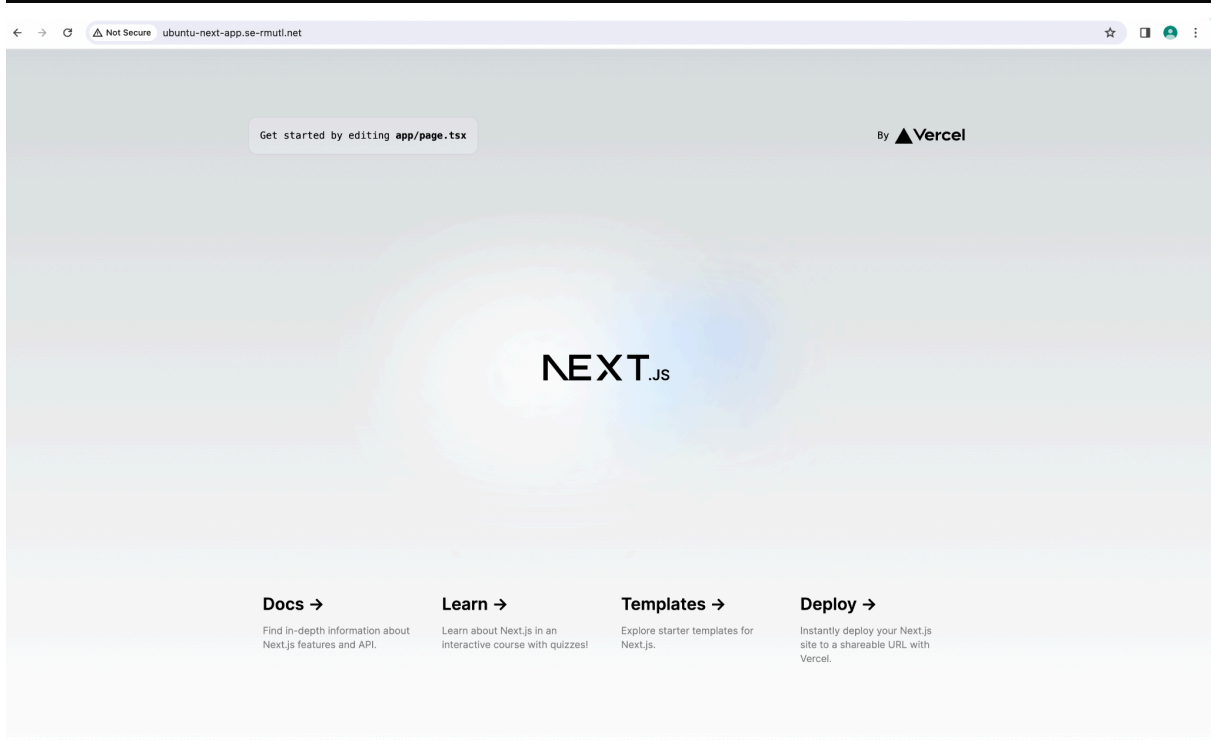 Not Secure ubuntu-next-app.se-rmutl.net
Get started by editing app/page.tsx
By Vercel
NEXT.JS
Docs →
Find in-depth information about
Next.js features and API.
Learn →
Learn about Next.js in an
interactive course with quizzes!
Templates →
Explore starter templates for
Next.js.
Deploy →
Instantly deploy your Next.js
site to a shareable URL with
Vercel.